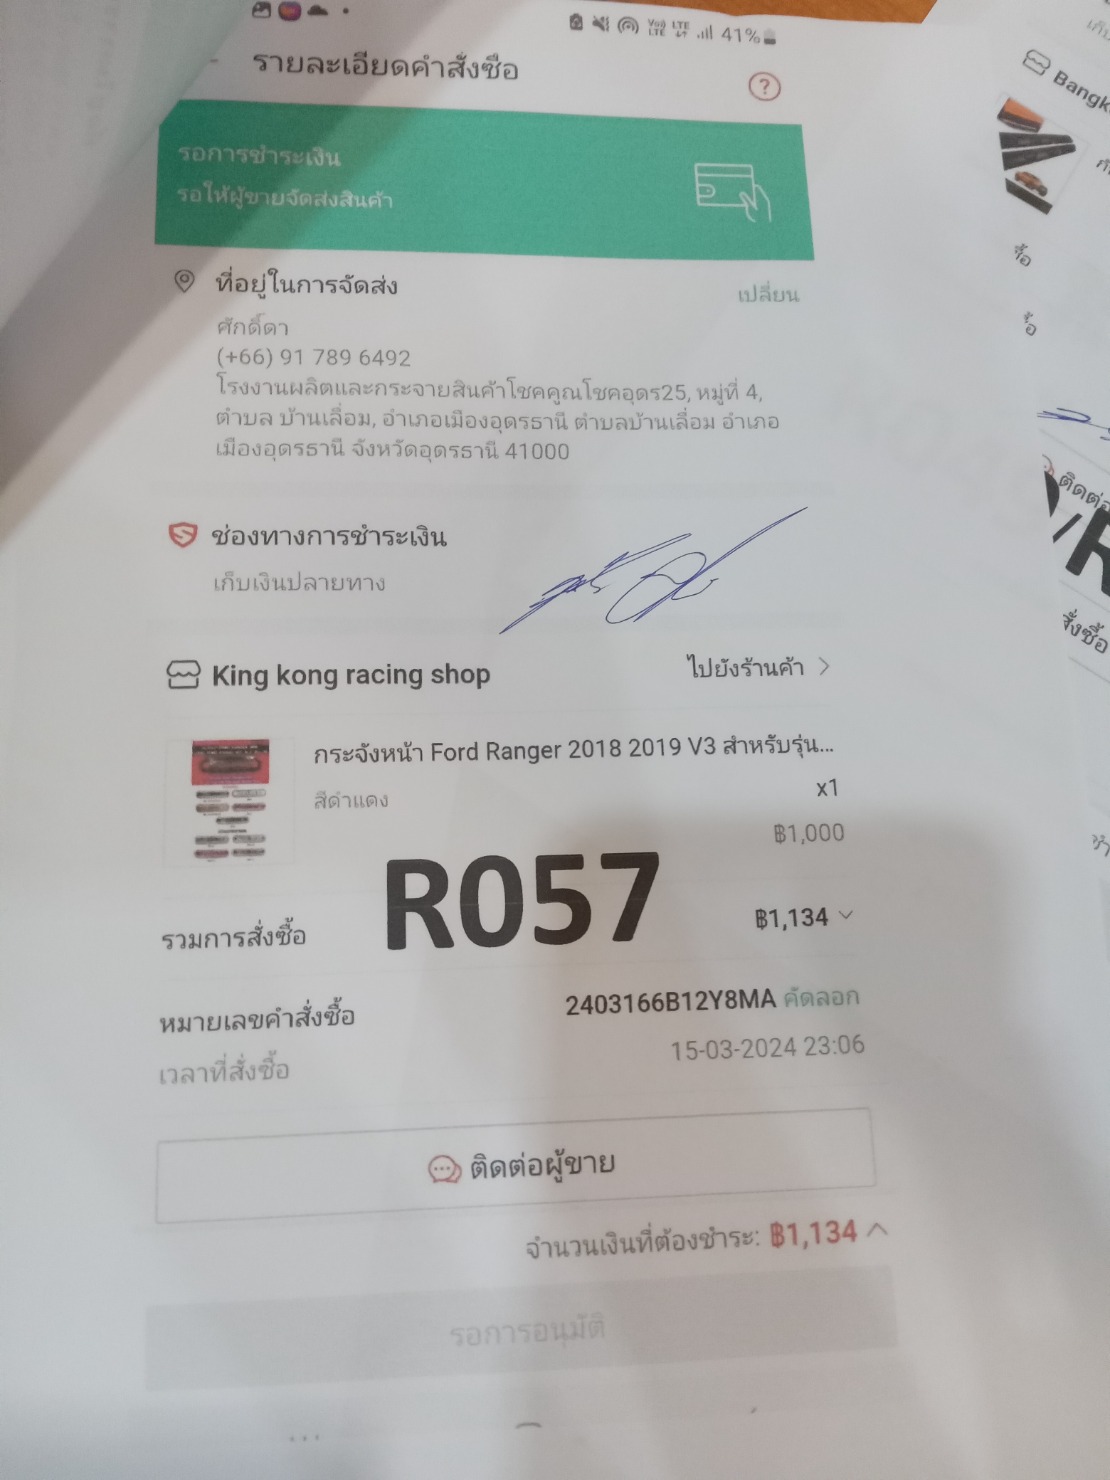 41%
รายละเอียดคำสั่งซื้อ
?
รอการชำระเงิน
รอให้ผู้ขายจัดส่งสินค้า
ที่อยู่ในการจัดส่ง
เปลี่ยน
ศักดิ์ดา
(+66) 91 789 6492
โรงงานผลิตและกระจายสินค้าโชคคูณโชคอุดร25, หมู่ที่ 4,
ตำบล บ้านเลื่อม, อำเภอเมืองอุดรธานี ตำบลบ้านเลื่อม อำเภอ
เมืองอุดรธานี จังหวัดอุดรธานี 41000
ช่องทางการชำระเงิน
เก็บเงินปลายทาง
King kong racing shop ไปยังร้านค้า >
กระจังหน้า Ford Ranger 2018 2019 V3 สำหรับรุ่น...
สีดำแดง
x1
฿1,000
R057
รวมการสั่งซื้อ ฿1,134
หมายเลขคำสั่งซื้อ 2403166B12Y8MA คัดลอก
เวลาที่สั่งซื้อ 15-03-2024 23:06
ติดต่อผู้ขาย
จำนวนเงินที่ต้องชำระ: ฿1,134
รอการอนุมัติ
Bangk
ติดต่อ
/R
สั่งซื้อ